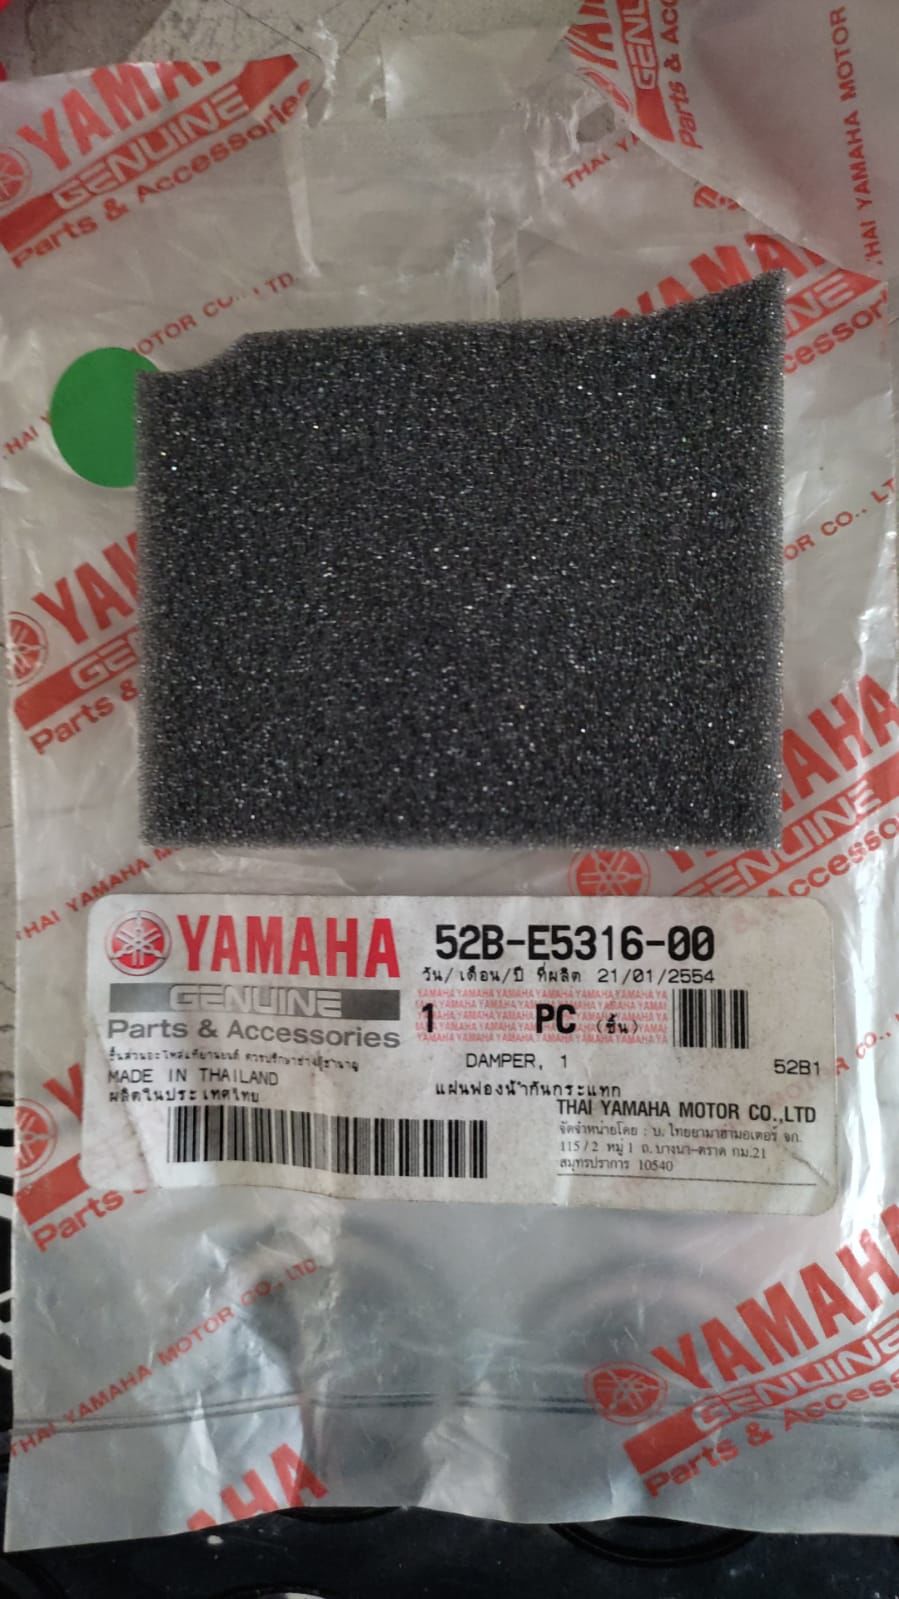 YAMAHA
GENUINE
Parts & Accessories
THAI YAMAHA MOTOR
YAMAHA
GENUINE
Parts & Accessories
52B-E5316-00
วัน/เดือน/ปี ที่ผลิต 21/01/2554
1 PC (ชิ้น)
DAMPER, 1
52B1
MADE IN THAILAND
ผลิตในประเทศไทย
แผ่นฟองน้ำกันกระแทก
THAI YAMAHA MOTOR CO.,LTD
จัดจำหน่ายโดย : บ. ไทยยามาฮ่ามอเตอร์ จก.
115/2 หมู่ 1 ถ.บางนา-ตราด กม.21
สมุทรปราการ 10540
THAI YAMAHA MOTOR CO., LTD.
YAMAHA
GENUINE
Parts & Access